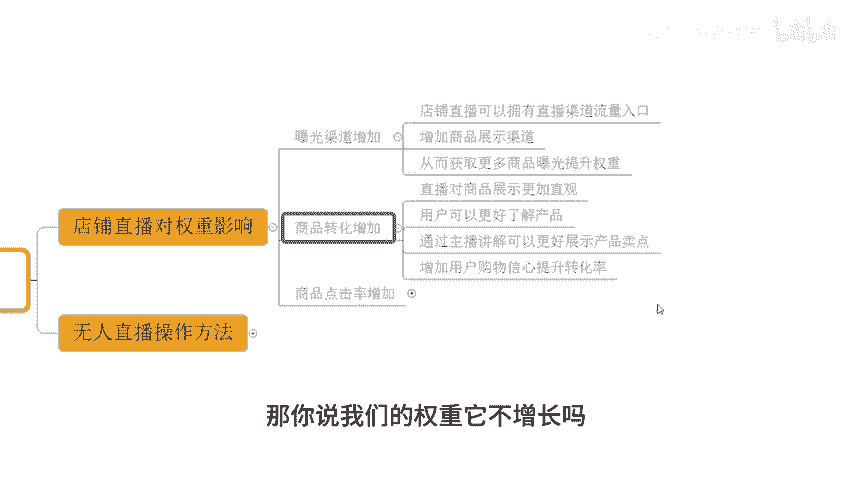 店铺直播可以拥有直播渠道流量入口
曝光渠道增加
增加商品展示渠道
从而获取更多商品曝光提升权重
直播对商品展示更加直观
店铺直播对权重影响
商品转化增加
用户可以更好了解产品
通过主播讲解可以更好展示产品卖点
增加用户购物信心提升转化率
商品点击率增加
无人直播操作方法
那你说我们的权重它不增长吗